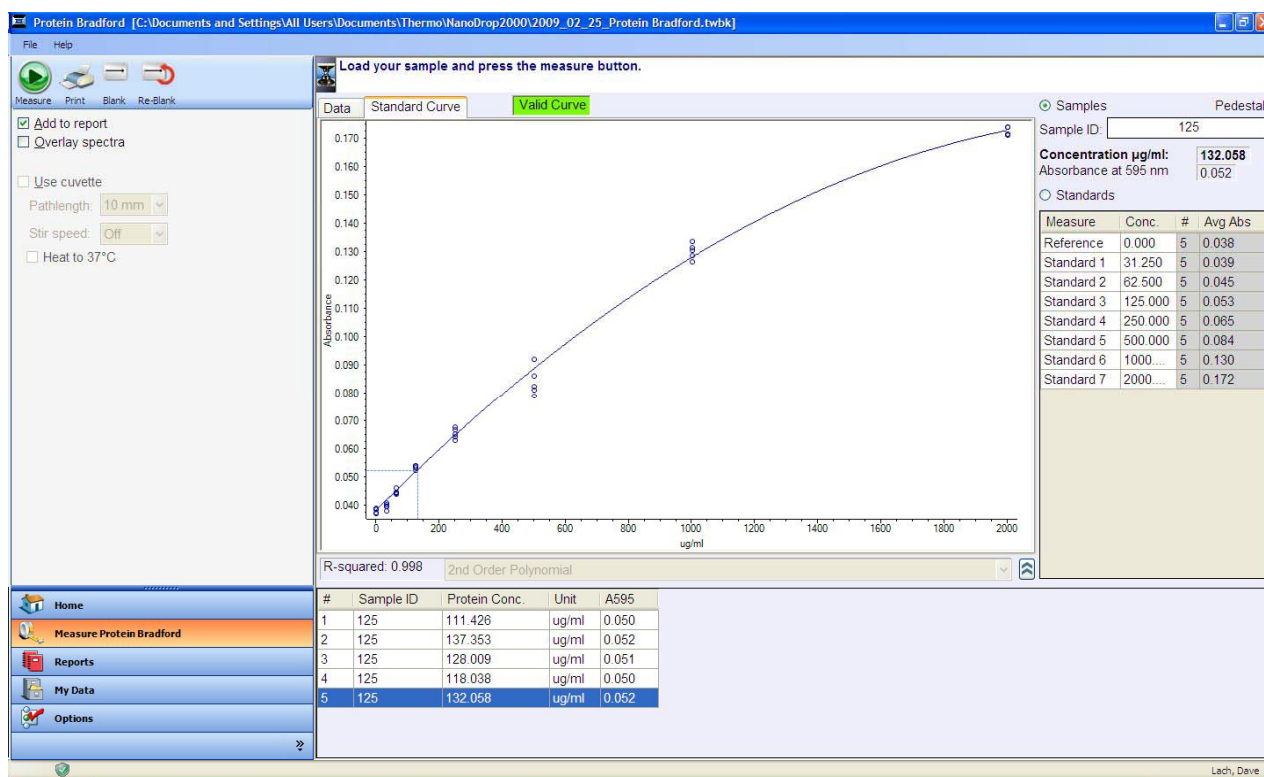 Protein Bradford [C:\Documents and Settings\All Users\Documents\Thermo\NanoDrop2000\2009_02_25_Protein Bradford.twbk]
File Help
Measure Print Blank Re-Blank
Add to report
Overlay spectra
Use cuvette
Pathlength: 10 mm
Stir speed: Off
Heat to 37°C
Load your sample and press the measure button.
Data Standard Curve Valid Curve
Absorbance
0.170
0.160
0.150
0.140
0.130
0.120
0.110
0.100
0.090
0.080
0.070
0.060
0.050
0.040
0 200 400 600 800 1000 1200 1400 1600 1800 2000
ug/ml
R-squared: 0.998 2nd Order Polynomial
Samples Pedestal
Sample ID: 125
Concentration µg/ml: 132.058
Absorbance at 595 nm 0.052
Standards
Measure Conc. # Avg Abs
Reference 0.000 5 0.038
Standard 1 31.250 5 0.039
Standard 2 62.500 5 0.045
Standard 3 125.000 5 0.053
Standard 4 250.000 5 0.065
Standard 5 500.000 5 0.084
Standard 6 1000.... 5 0.130
Standard 7 2000.... 5 0.172
# Sample ID Protein Conc. Unit A595
1 125 111.426 ug/ml 0.050
2 125 137.353 ug/ml 0.052
3 125 128.009 ug/ml 0.051
4 125 118.038 ug/ml 0.050
5 125 132.058 ug/ml 0.052
Home
Measure Protein Bradford
Reports
My Data
Options
Lach, Dave